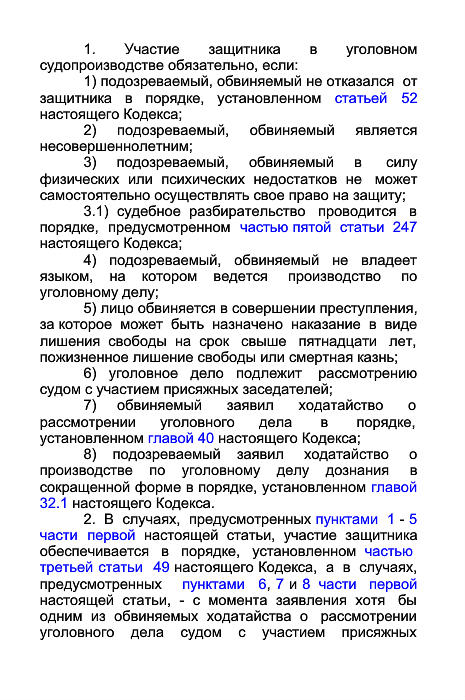 1. Участие защитника в уголовном
судопроизводстве обязательно, если:
1) подозреваемый, обвиняемый не отказался от
защитника в порядке, установленном статьей 52
настоящего Кодекса;
2) подозреваемый, обвиняемый является
несовершеннолетним;
3) подозреваемый, обвиняемый в силу
физических или психических недостатков не может
самостоятельно осуществлять свое право на защиту;
3.1) судебное разбирательство проводится в
порядке, предусмотренном частью пятой статьи 247
настоящего Кодекса;
4) подозреваемый, обвиняемый не владеет
языком, на котором ведется производство по
уголовному делу;
5) лицо обвиняется в совершении преступления,
за которое может быть назначено наказание в виде
лишения свободы на срок свыше пятнадцати лет,
пожизненное лишение свободы или смертная казнь;
6) уголовное дело подлежит рассмотрению
судом с участием присяжных заседателей;
7) обвиняемый заявил ходатайство о
рассмотрении уголовного дела в порядке,
установленном главой 40 настоящего Кодекса;
8) подозреваемый заявил ходатайство о
производстве по уголовному делу дознания в
сокращенной форме в порядке, установленном главой
32.1 настоящего Кодекса.
2. В случаях, предусмотренных пунктами 1 - 5
части первой настоящей статьи, участие защитника
обеспечивается в порядке, установленном частью
третьей статьи 49 настоящего Кодекса, а в случаях,
предусмотренных пунктами 6, 7 и 8 части первой
настоящей статьи, - с момента заявления хотя бы
одним из обвиняемых ходатайства о рассмотрении
уголовного дела судом с участием присяжных